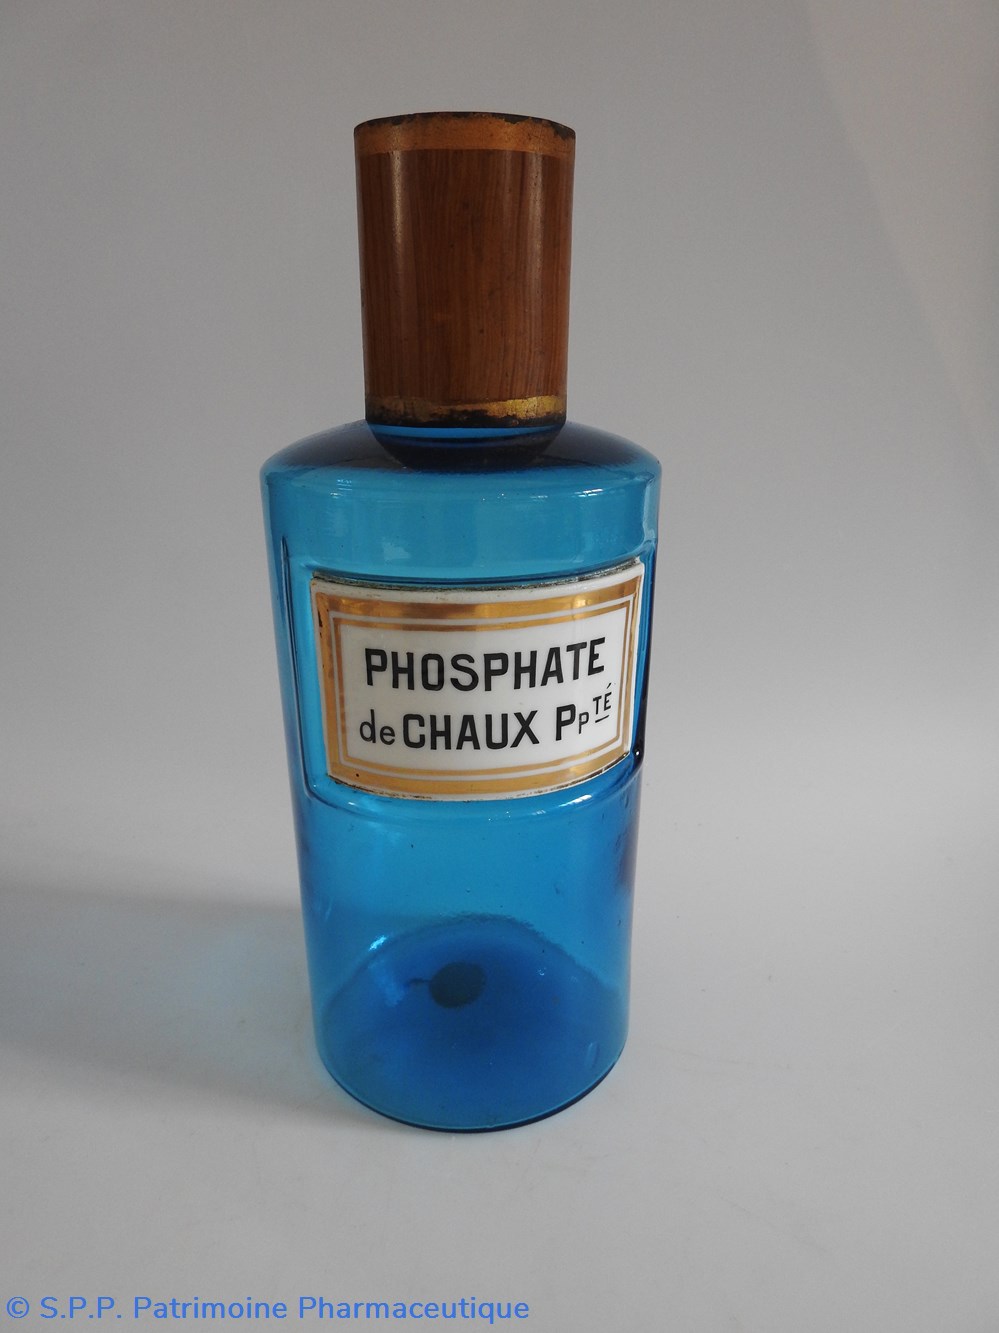 PHOSPHATE
de CHAUX PpTÉ
© S.P.P. Patrimoine Pharmaceutique